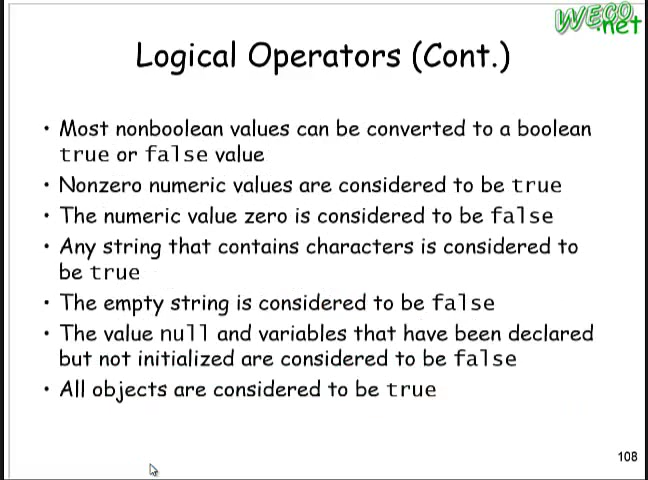 WECO
.net
Logical Operators (Cont.)
• Most nonboolean values can be converted to a boolean
true or false value
• Nonzero numeric values are considered to be true
• The numeric value zero is considered to be false
• Any string that contains characters is considered to
be true
• The empty string is considered to be false
• The value null and variables that have been declared
but not initialized are considered to be false
• All objects are considered to be true
108